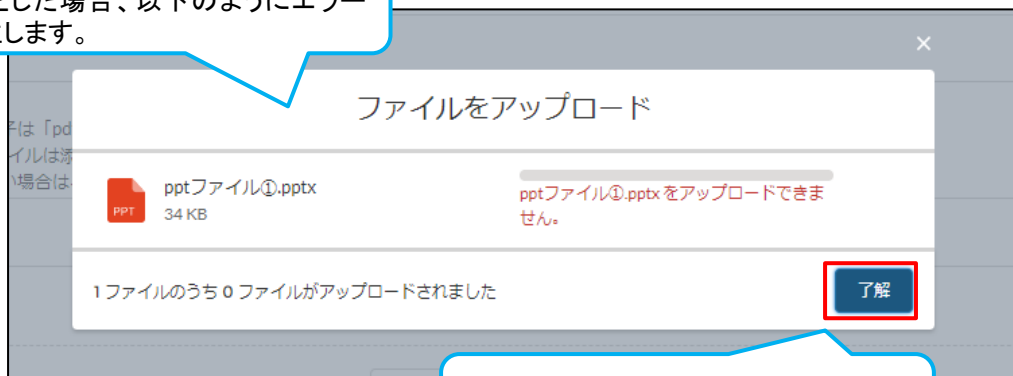 とした場合、以下のようにエラー
します。
×
ファイルをアップロード
子は「pd
イルは添
い場合は、
PPT
pptファイル①.pptx
34 KB
pptファイル①.pptx をアップロードできま
せん。
1 ファイルのうち 0 ファイルがアップロードされました
了解